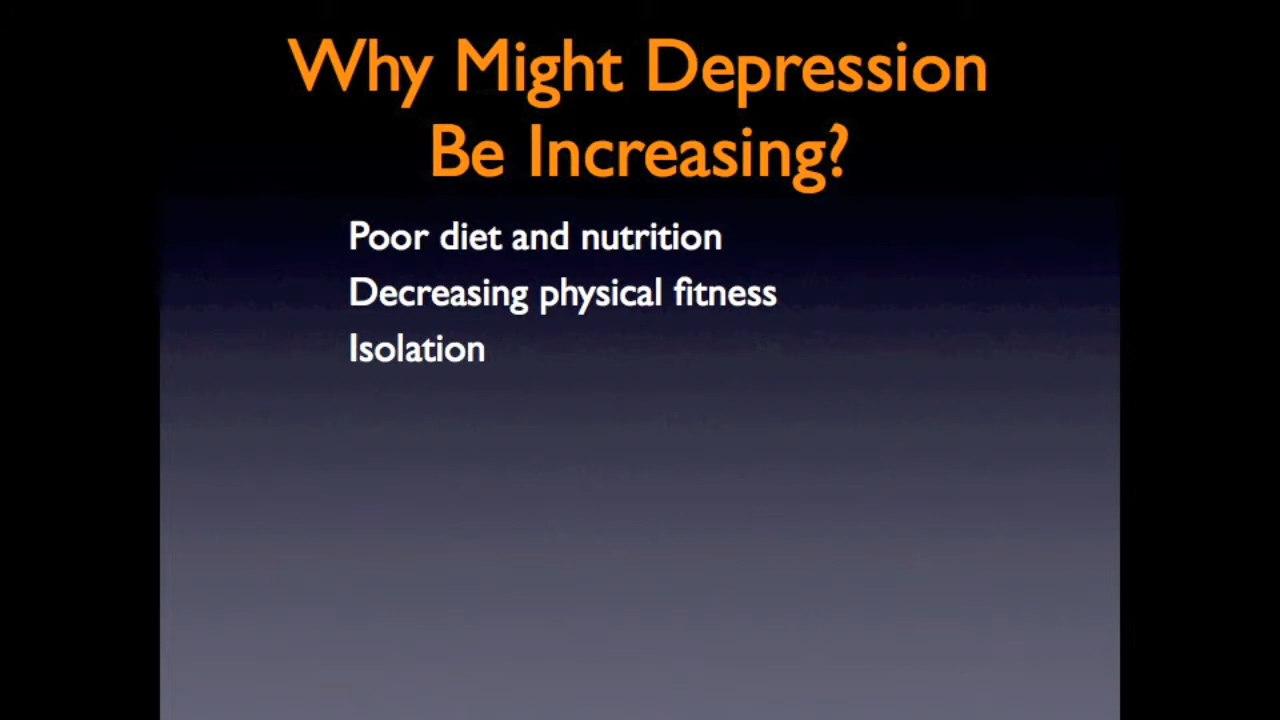 Why Might Depression
Be Increasing?
Poor diet and nutrition
Decreasing physical fitness
Isolation